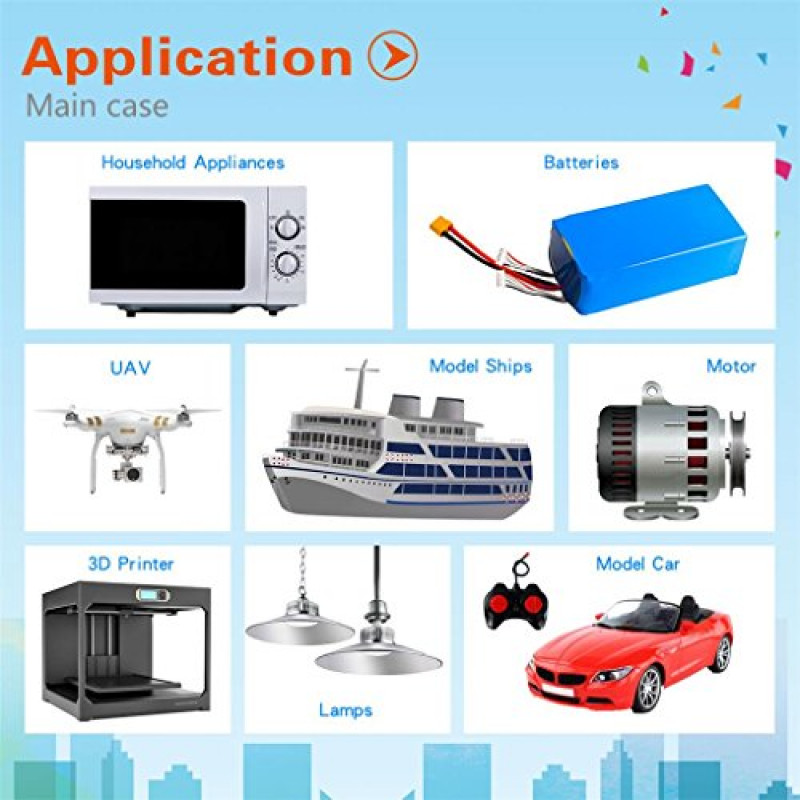 Application
Main case
Household Appliances
Batteries
UAV
Model Ships
Motor
3D Printer
Lamps
Model Car